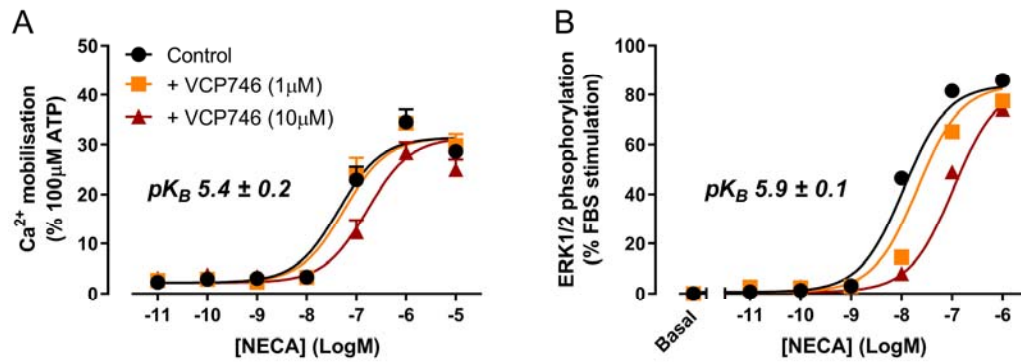 A
Ca2+ mobilisation
(% 100μM ATP)
50
40
30
20
10
0
Control
+ VCP746 (1μM)
+ VCP746 (10μM)
pKB 5.4 ± 0.2
-11 -10 -9 -8 -7 -6 -5
[NECA] (LogM)
B
ERK1/2 phsophorylation
(% FBS stimulation)
100
80
60
40
20
0
pKB 5.9 ± 0.1
Basal -11 -10 -9 -8 -7 -6
[NECA] (LogM)